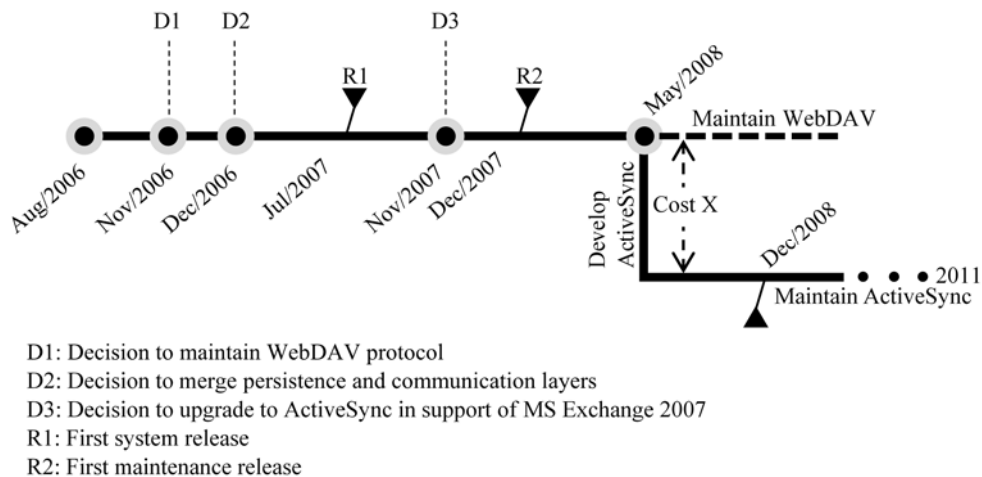 D1
D2
D3
R1
R2
May/2008
Maintain WebDAV
Aug/2006
Nov/2006
Dec/2006
Jul/2007
Nov/2007
Dec/2007
Develop
ActiveSync
Cost X
Dec/2008
2011
Maintain ActiveSync
D1: Decision to maintain WebDAV protocol
D2: Decision to merge persistence and communication layers
D3: Decision to upgrade to ActiveSync in support of MS Exchange 2007
R1: First system release
R2: First maintenance release